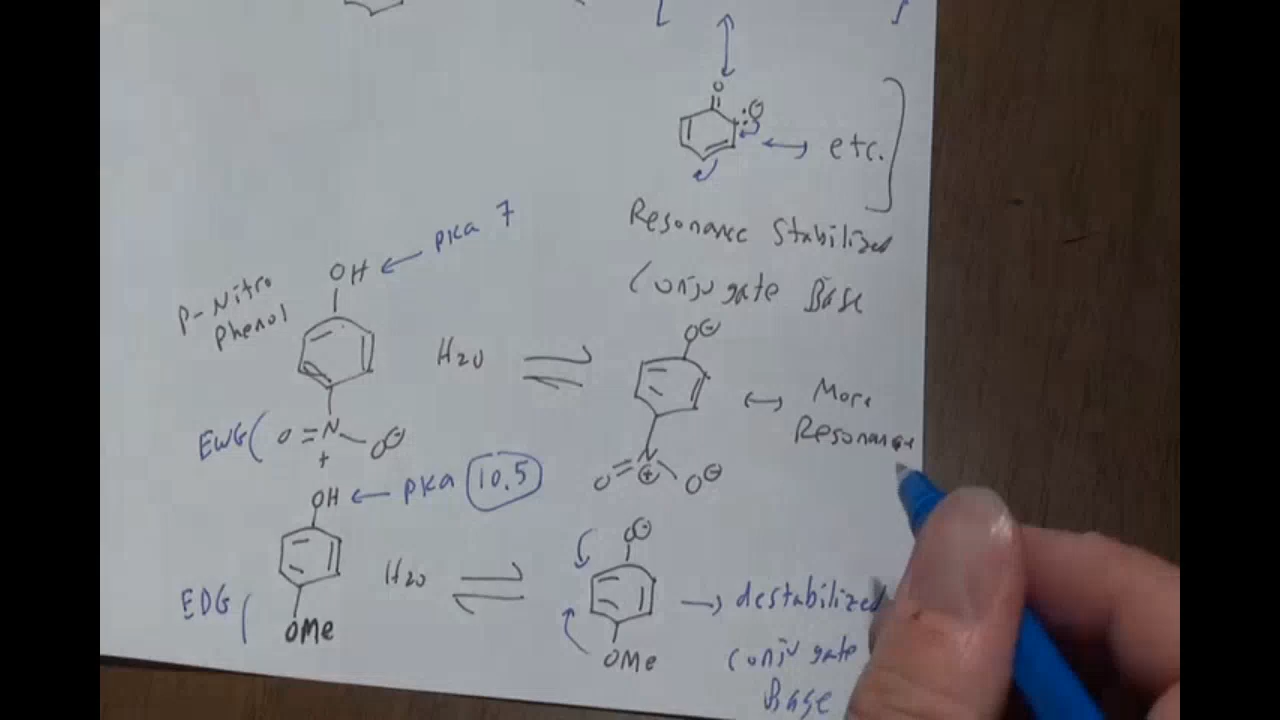 O
⊖
etc.
Resonance Stabilized
Conjugate Base
pKa 7
OH
P-Nitro
Phenol
H2O
O⊖
More
Resonance
EWG
O=N
+
O⊖
N
O
⊕
O⊖
OH
pKa 10.5
EDG
OMe
H2O
O⊖
OMe
destabilized
Conjugate
Base